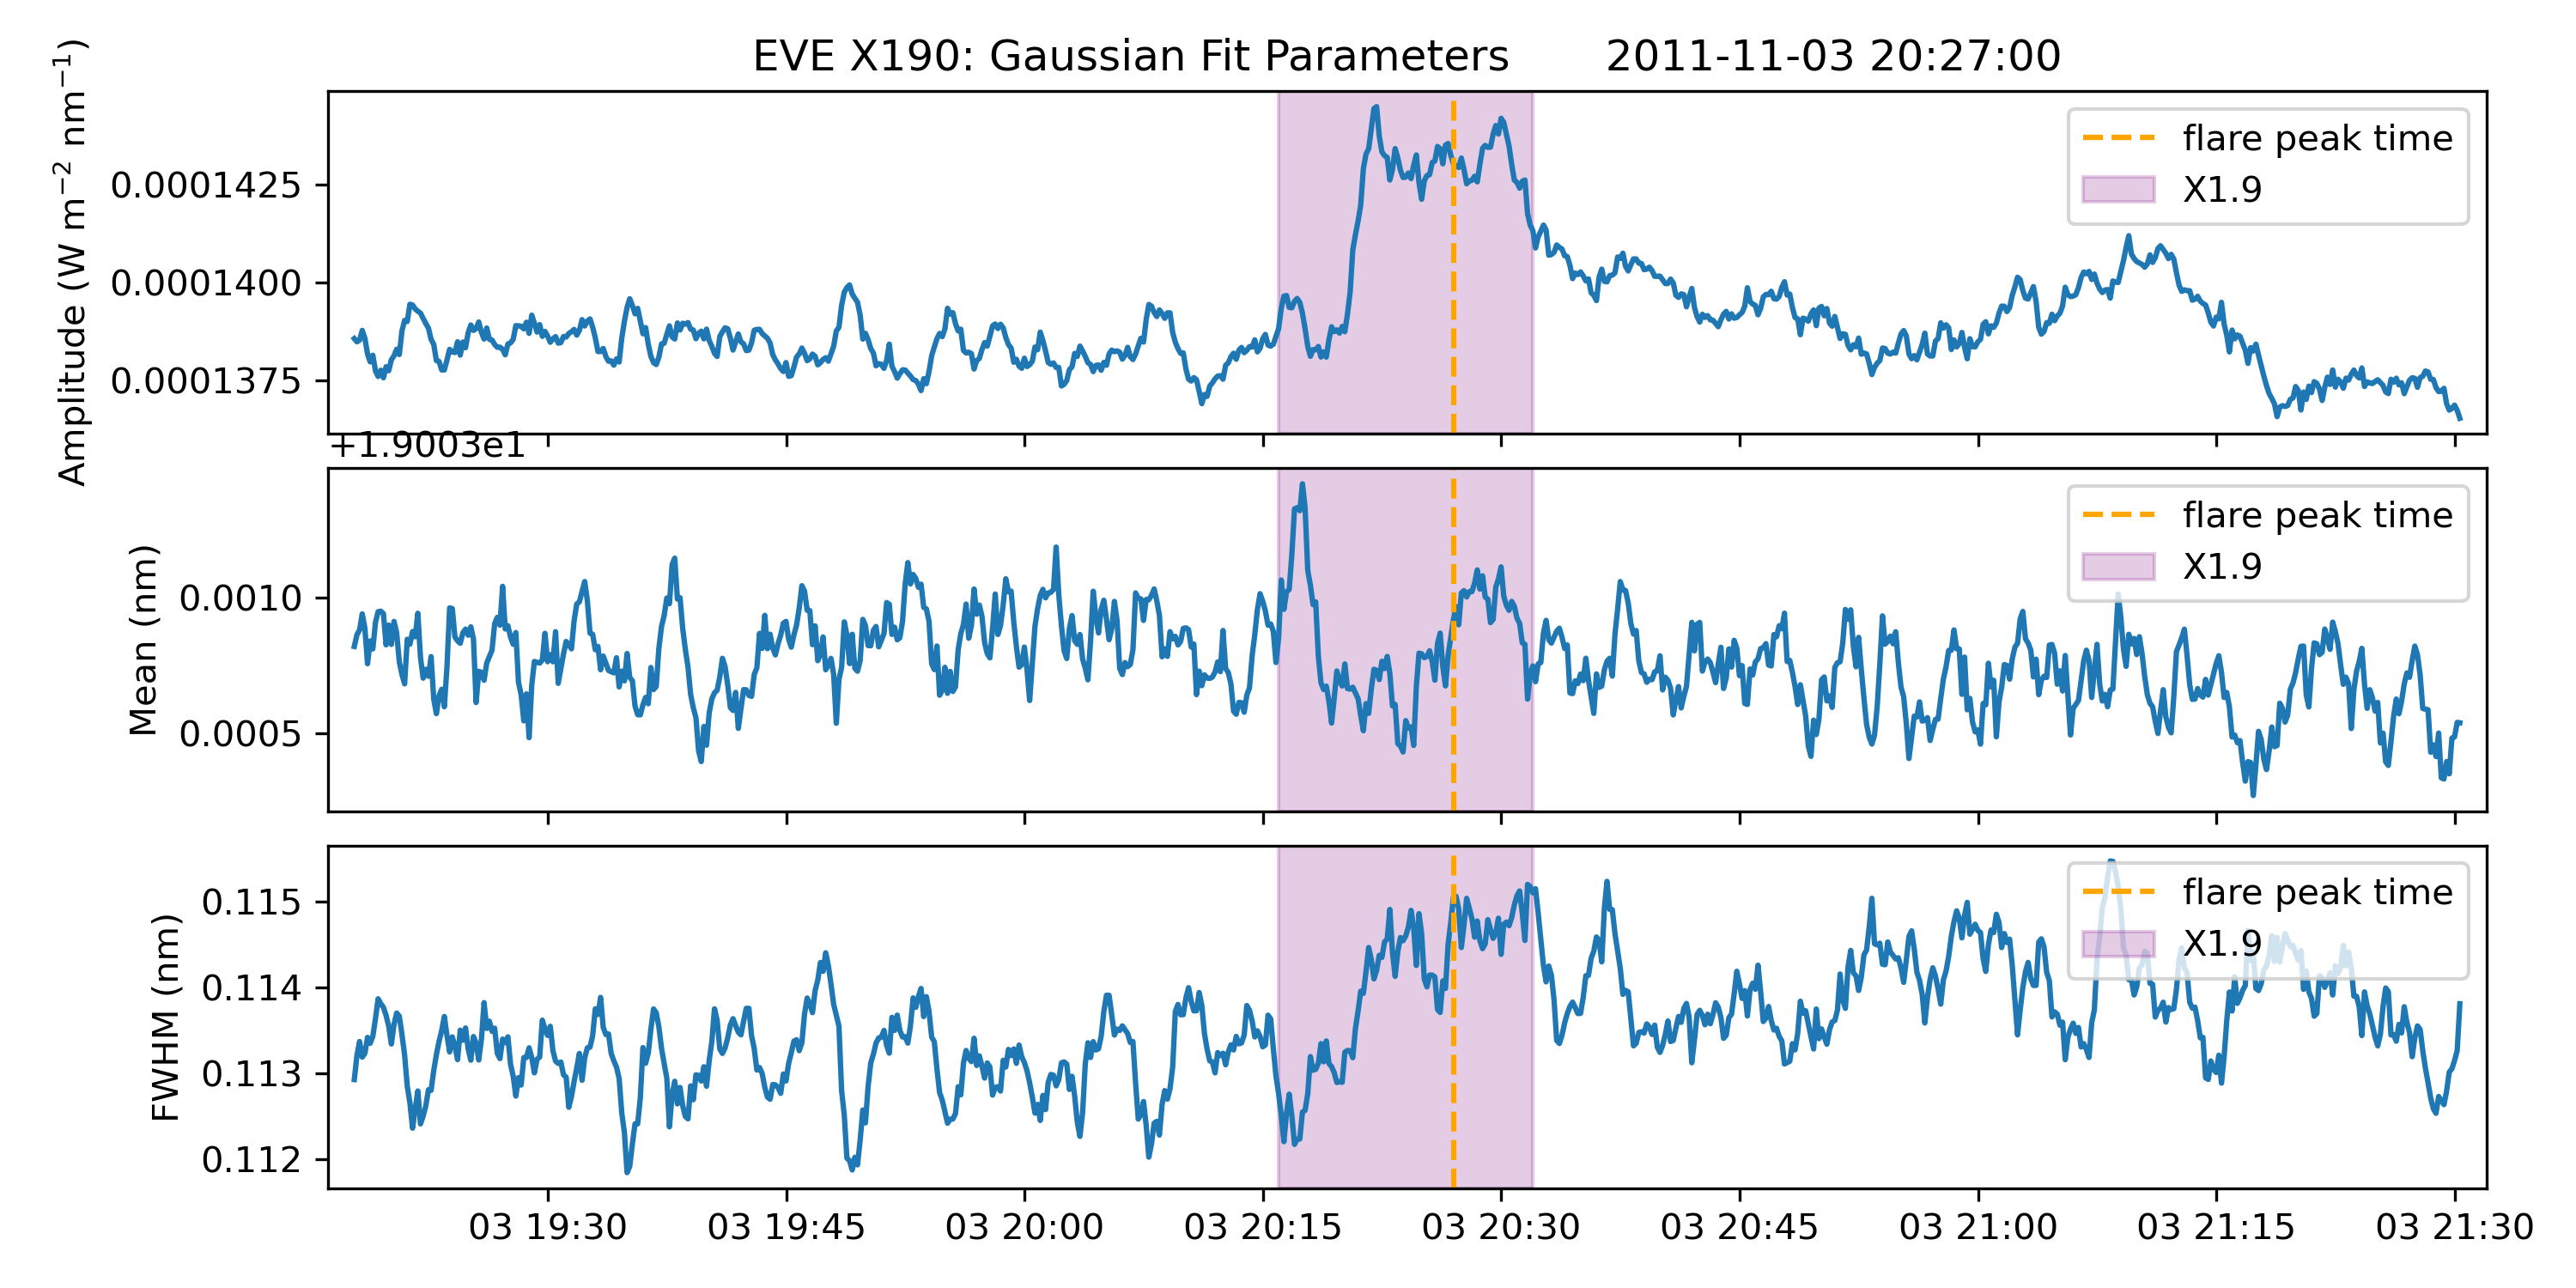 EVE X190: Gaussian Fit Parameters 2011-11-03 20:27:00
Amplitude (W m⁻² nm⁻¹)
0.0001425
0.0001400
0.0001375
flare peak time
X1.9
+1.9003e1
Mean (nm)
0.0010
0.0005
flare peak time
X1.9
FWHM (nm)
0.115
0.114
0.113
0.112
flare peak time
X1.9
03 19:30 03 19:45 03 20:00 03 20:15 03 20:30 03 20:45 03 21:00 03 21:15 03 21:30